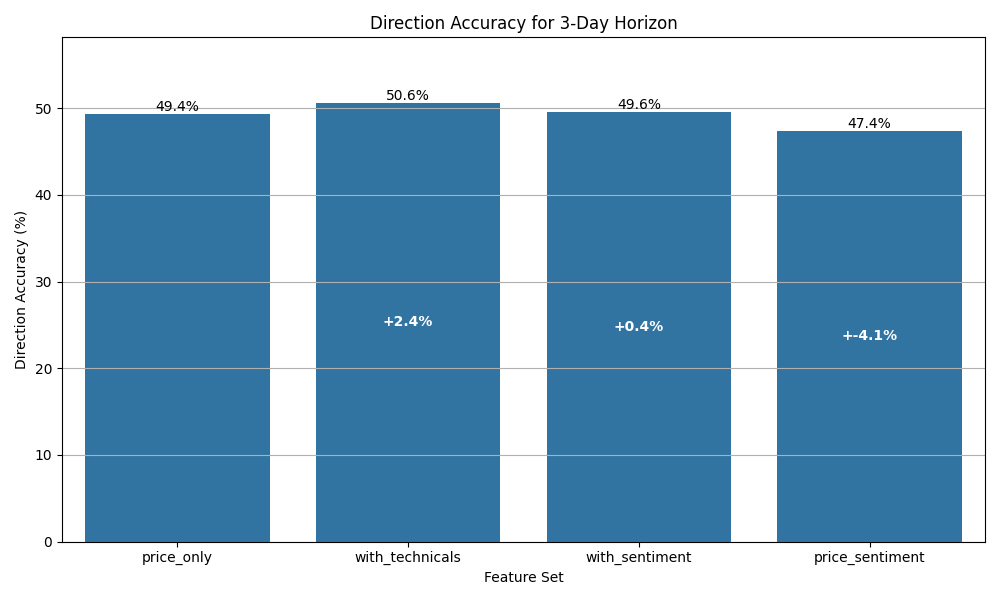 Direction Accuracy for 3-Day Horizon
Direction Accuracy (%)
50
40
30
20
10
0
49.4%
50.6%
49.6%
47.4%
+2.4%
+0.4%
+-4.1%
price_only
with_technicals
with_sentiment
price_sentiment
Feature Set